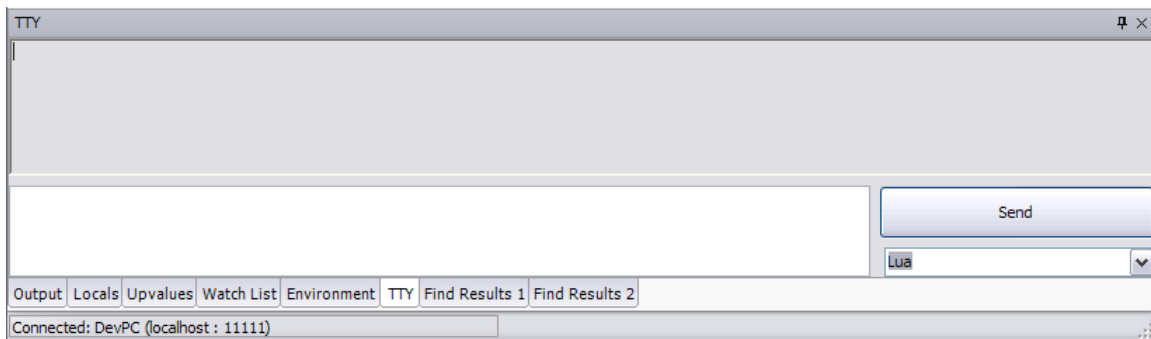 TTY
Send
Lua
Output Locals Upvalues Watch List Environment TTY Find Results 1 Find Results 2
Connected: DevPC (localhost : 11111)